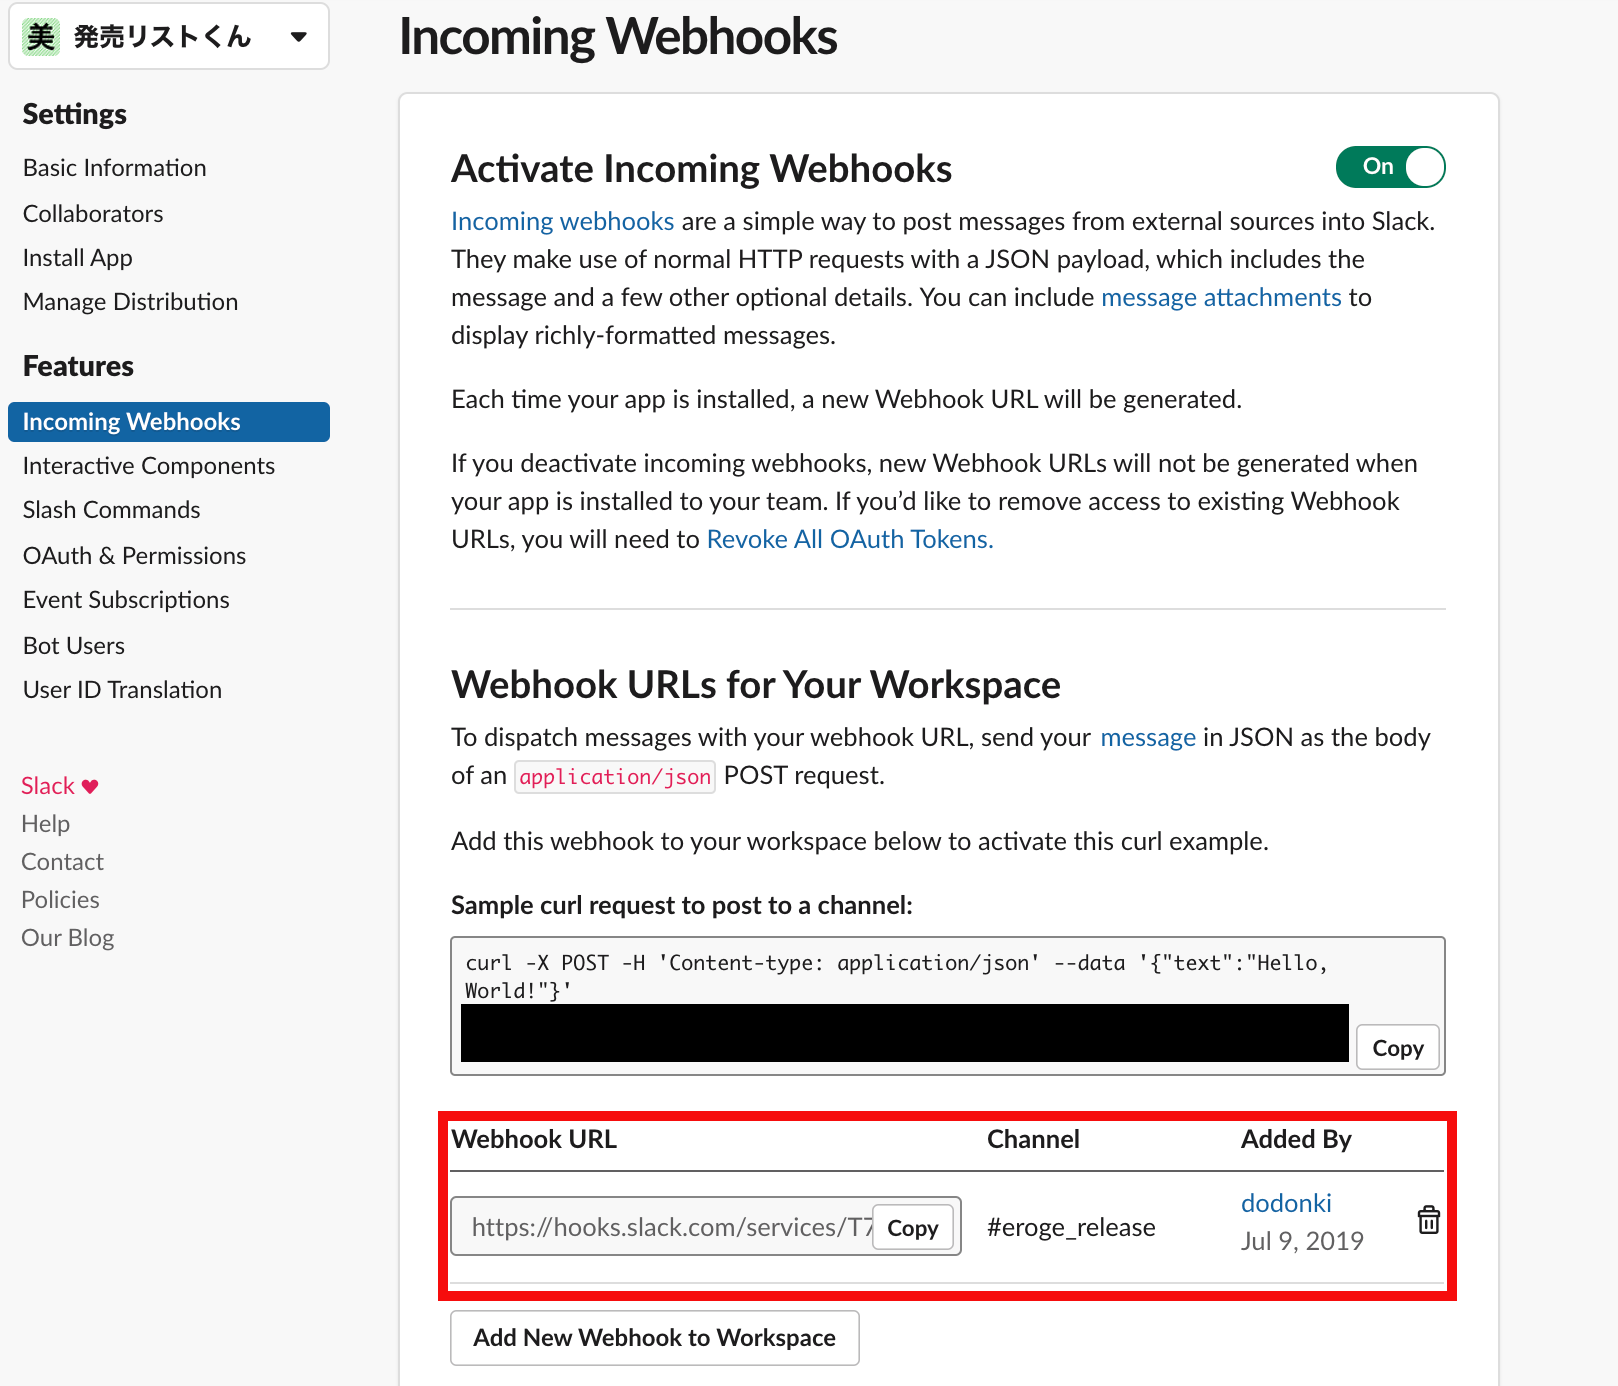 美 発売リストくん
Settings
Basic Information
Collaborators
Install App
Manage Distribution
Features
Incoming Webhooks
Interactive Components
Slash Commands
OAuth & Permissions
Event Subscriptions
Bot Users
User ID Translation
Slack ♥
Help
Contact
Policies
Our Blog
Incoming Webhooks
Activate Incoming Webhooks
On
Incoming webhooks are a simple way to post messages from external sources into Slack.
They make use of normal HTTP requests with a JSON payload, which includes the
message and a few other optional details. You can include message attachments to
display richly-formatted messages.
Each time your app is installed, a new Webhook URL will be generated.
If you deactivate incoming webhooks, new Webhook URLs will not be generated when
your app is installed to your team. If you’d like to remove access to existing Webhook
URLs, you will need to Revoke All OAuth Tokens.
Webhook URLs for Your Workspace
To dispatch messages with your webhook URL, send your message in JSON as the body
of an application/json POST request.
Add this webhook to your workspace below to activate this curl example.
Sample curl request to post to a channel:
curl -X POST -H 'Content-type: application/json' --data '{"text":"Hello,
World!"}'
Copy
Webhook URL Channel Added By
https://hooks.slack.com/services/T7 Copy #eroge_release dodonki
Jul 9, 2019
Add New Webhook to Workspace